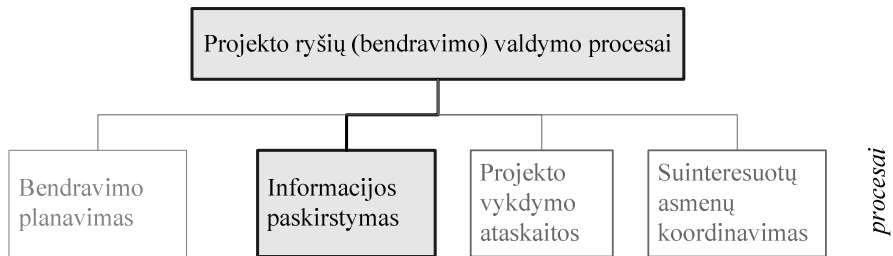 Projekto ryšių (bendravimo) valdymo procesai
Bendravimo
planavimas
Informacijos
paskirstymas
Projekto
vykdymo
ataskaitos
Suinteresuotų
asmenų
koordinavimas
procesai